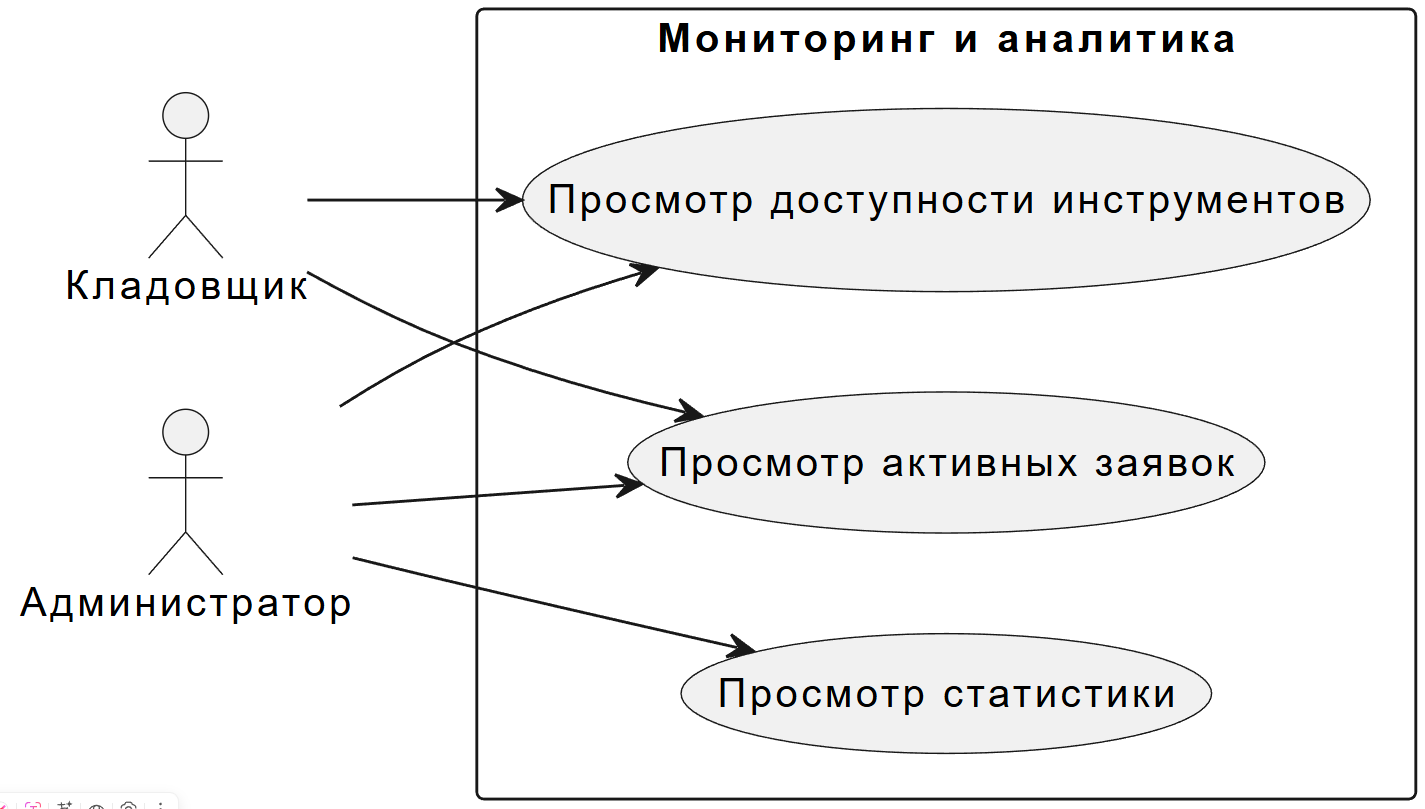 Мониторинг и аналитика
Просмотр доступности инструментов
Кладовщик
Просмотр активных заявок
Администратор
Просмотр статистики